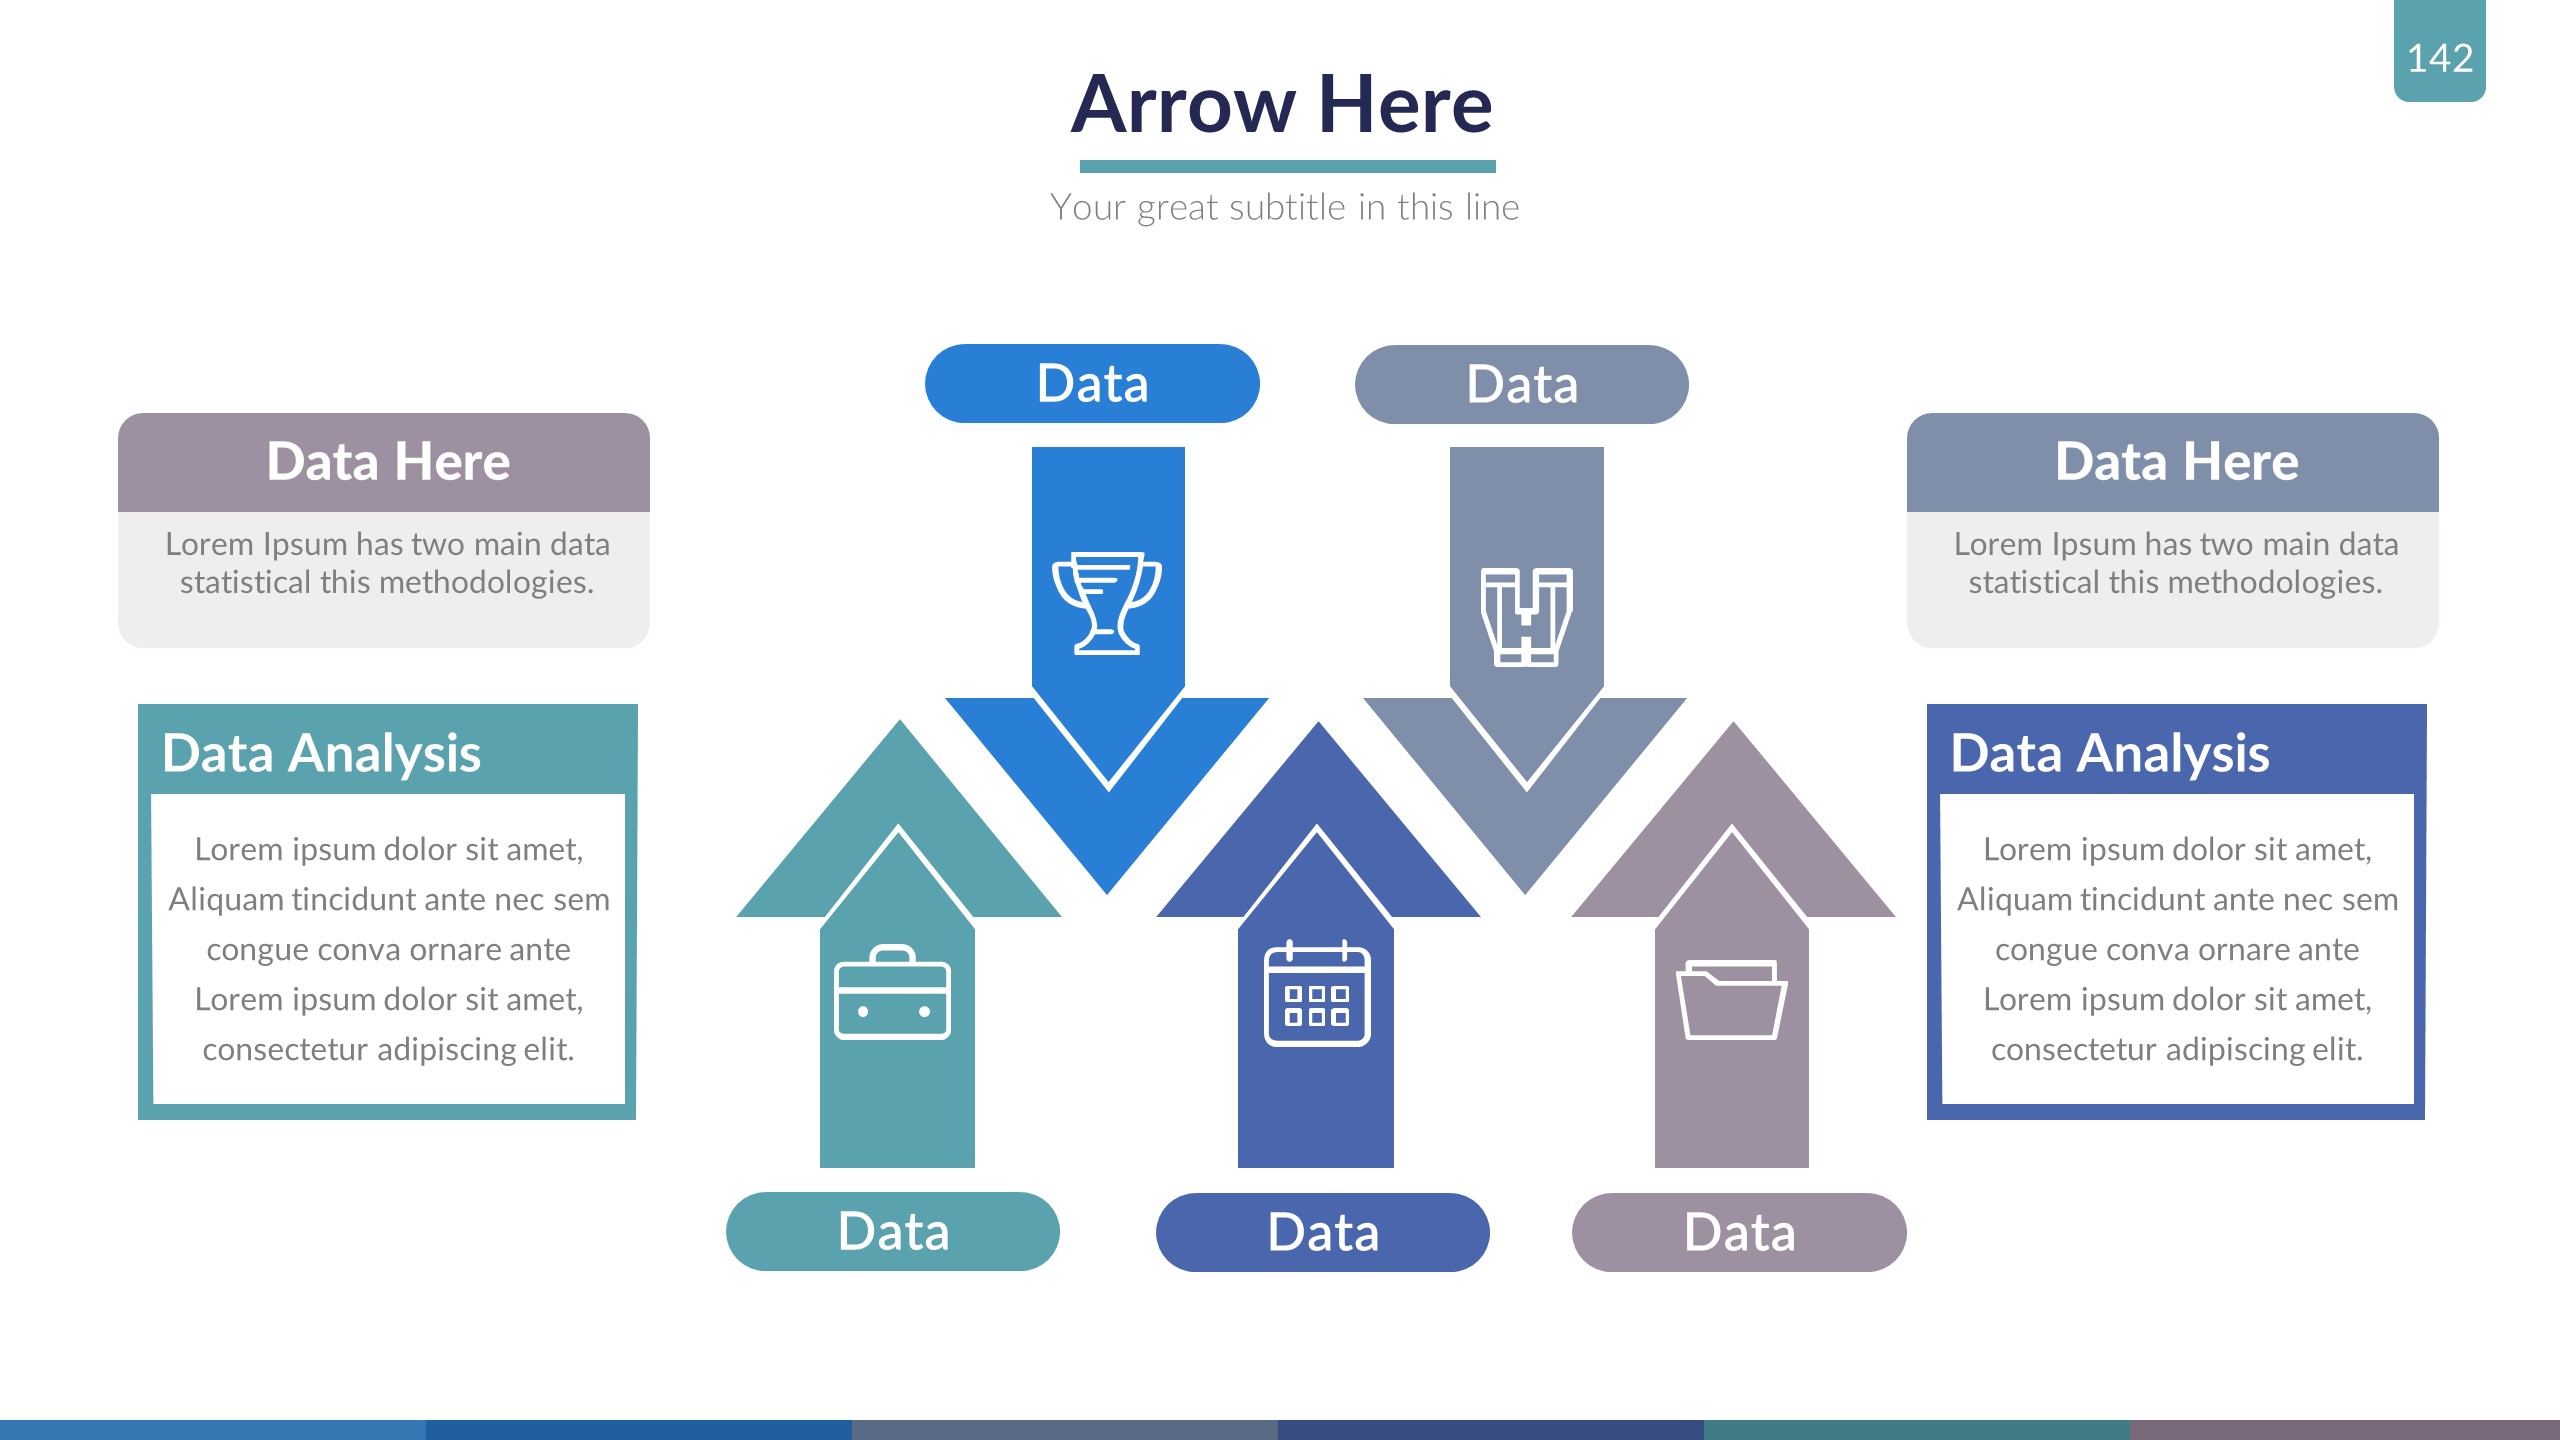 142
Arrow Here
Your great subtitle in this line
Data
Data
Data Here
Lorem Ipsum has two main data
statistical this methodologies.
Data Analysis
Lorem ipsum dolor sit amet,
Aliquam tincidunt ante nec sem
congue conva ornare ante
Lorem ipsum dolor sit amet,
consectetur adipiscing elit.
Data Here
Lorem Ipsum has two main data
statistical this methodologies.
Data Analysis
Lorem ipsum dolor sit amet,
Aliquam tincidunt ante nec sem
congue conva ornare ante
Lorem ipsum dolor sit amet,
consectetur adipiscing elit.
Data
Data
Data